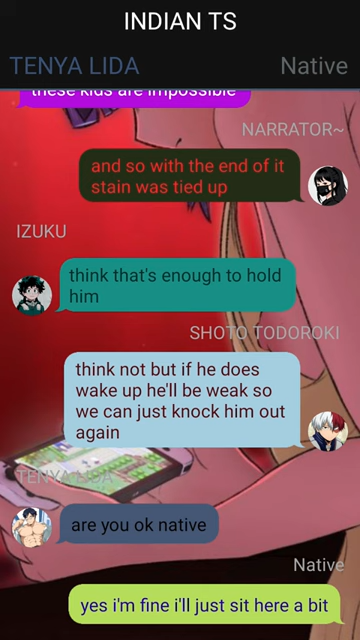 INDIAN TS
TENYA LIDA
Native
these kids are impossible
NARRATOR~
and so with the end of it
stain was tied up
IZUKU
think that's enough to hold
him
SHOTO TODOROKI
think not but if he does
wake up he'll be weak so
we can just knock him out
again
TENYA LIDA
are you ok native
Native
yes i'm fine i'll just sit here a bit